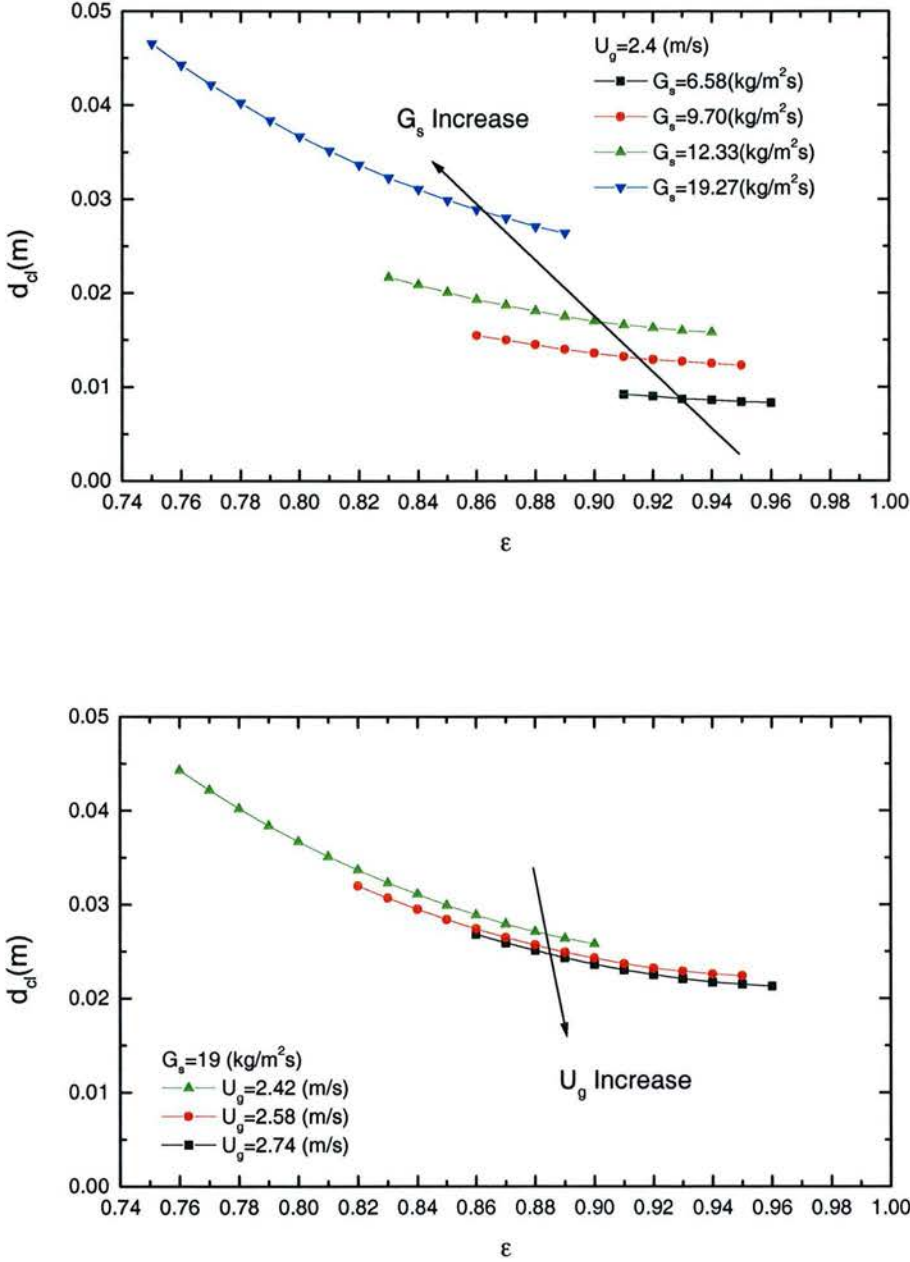 0.05
0.04
0.03
0.02
0.01
0.00
d_cl(m)
U_g=2.4 (m/s)
G_s=6.58(kg/m²s)
G_s=9.70(kg/m²s)
G_s=12.33(kg/m²s)
G_s=19.27(kg/m²s)
G_s Increase
0.74 0.76 0.78 0.80 0.82 0.84 0.86 0.88 0.90 0.92 0.94 0.96 0.98 1.00
ε
0.05
0.04
0.03
0.02
0.01
0.00
d_cl(m)
G_s=19 (kg/m²s)
U_g=2.42 (m/s)
U_g=2.58 (m/s)
U_g=2.74 (m/s)
U_g Increase
0.74 0.76 0.78 0.80 0.82 0.84 0.86 0.88 0.90 0.92 0.94 0.96 0.98 1.00
ε